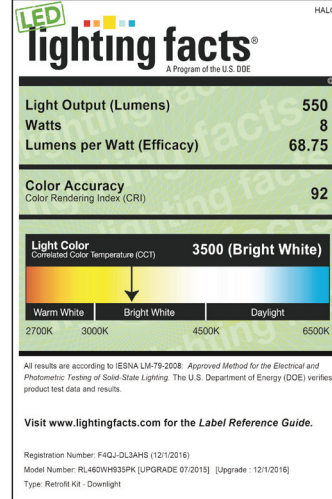 LED
HALO
lighting facts®
A Program of the U.S. DOE
Light Output (Lumens) 550
Watts 8
Lumens per Watt (Efficacy) 68.75
Color Accuracy
Color Rendering Index (CRI) 92
Light Color
Correlated Color Temperature (CCT) 3500 (Bright White)
Warm White Bright White Daylight
2700K 3000K 4500K 6500K
All results are according to IESNA LM-79-2008: Approved Method for the Electrical and
Photometric Testing of Solid-State Lighting. The U.S. Department of Energy (DOE) verifies
product test data and results.
Visit www.lightingfacts.com for the Label Reference Guide.
Registration Number: F4QJ-DL3AHS (12/1/2016)
Model Number: RL460WH935PK [UPGRADE 07/2015] [Upgrade : 12/1/2016]
Type: Retrofit Kit - Downlight